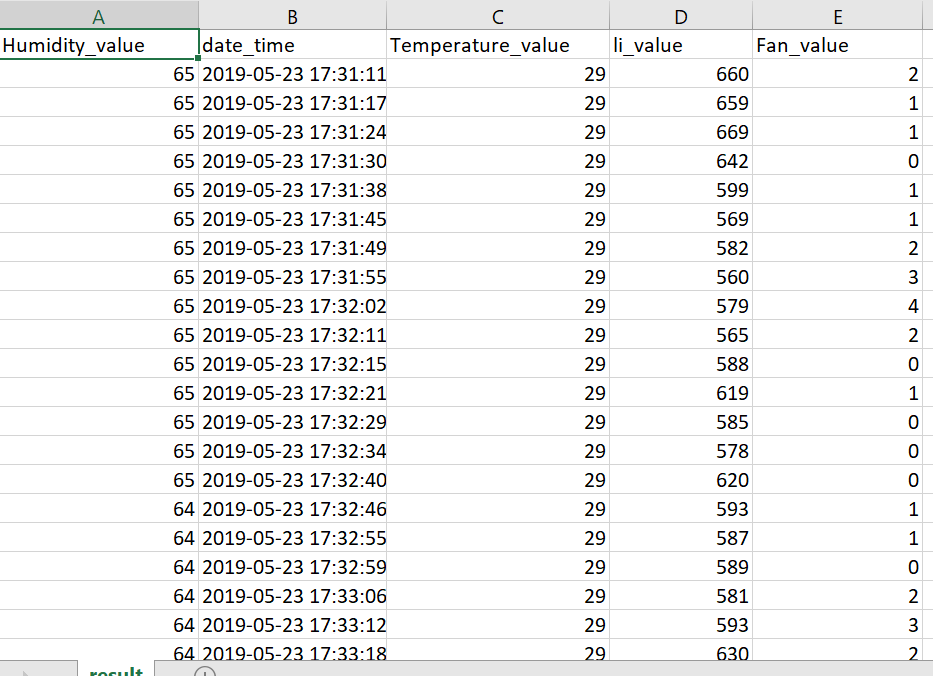 A B C D E
Humidity_value date_time Temperature_value li_value Fan_value
65 2019-05-23 17:31:11 29 660 2
65 2019-05-23 17:31:17 29 659 1
65 2019-05-23 17:31:24 29 669 1
65 2019-05-23 17:31:30 29 642 0
65 2019-05-23 17:31:38 29 599 1
65 2019-05-23 17:31:45 29 569 1
65 2019-05-23 17:31:49 29 582 2
65 2019-05-23 17:31:55 29 560 3
65 2019-05-23 17:32:02 29 579 4
65 2019-05-23 17:32:11 29 565 2
65 2019-05-23 17:32:15 29 588 0
65 2019-05-23 17:32:21 29 619 1
65 2019-05-23 17:32:29 29 585 0
65 2019-05-23 17:32:34 29 578 0
65 2019-05-23 17:32:40 29 620 0
64 2019-05-23 17:32:46 29 593 1
64 2019-05-23 17:32:55 29 587 1
64 2019-05-23 17:32:59 29 589 0
64 2019-05-23 17:33:06 29 581 2
64 2019-05-23 17:33:12 29 593 3
64 2019-05-23 17:33:18 29 630 2
result